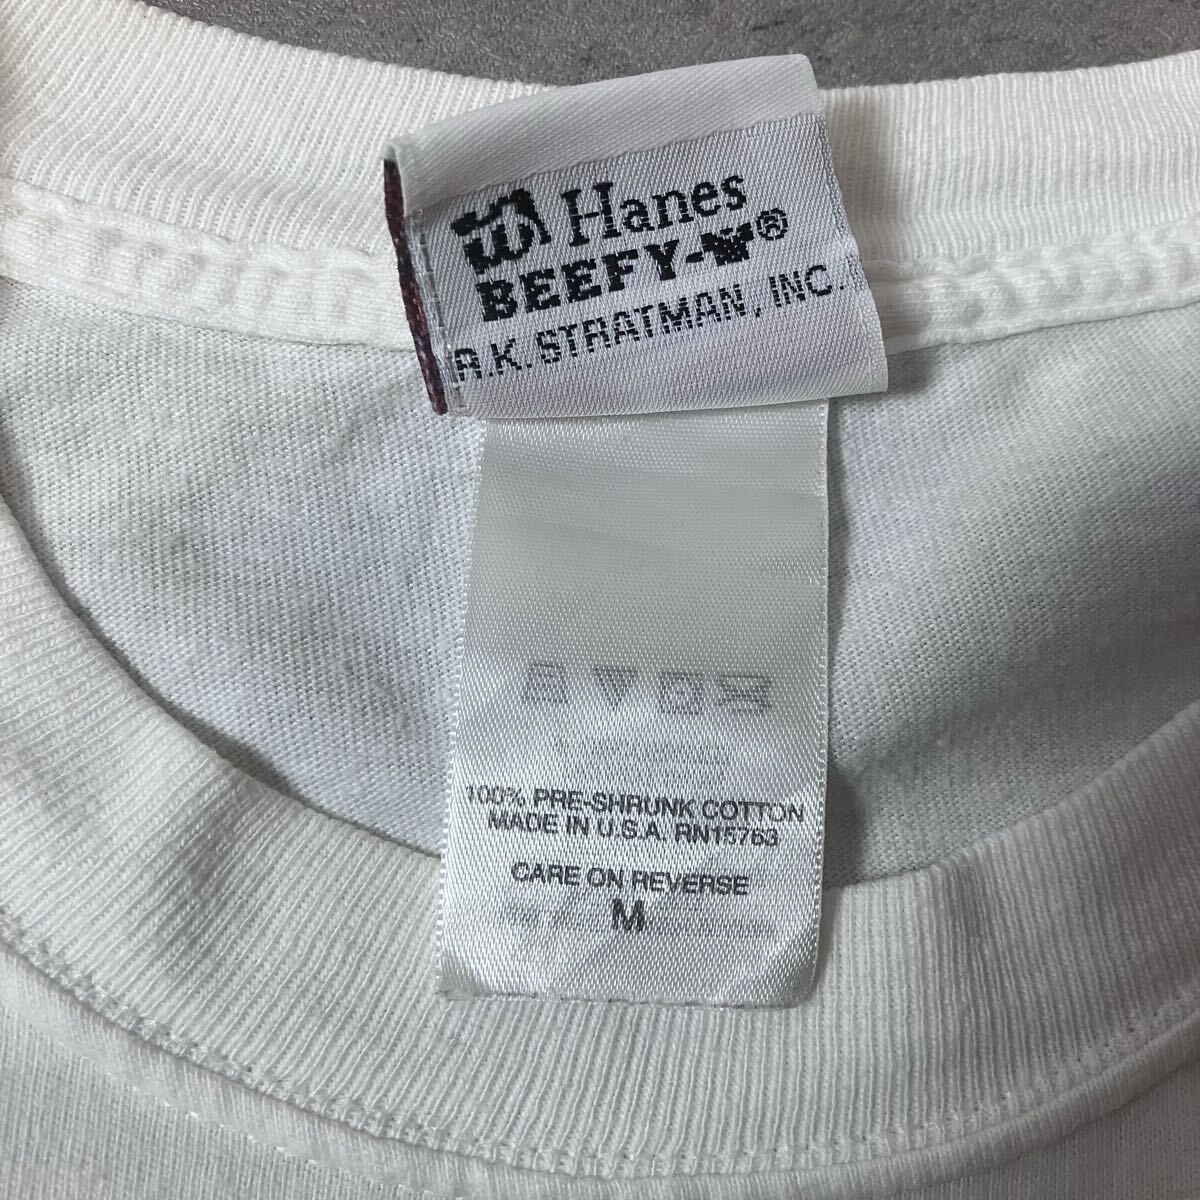 Hanes
BEEFY-T®
R.K. STRATMAN, INC.
100% PRE-SHRUNK COTTON
MADE IN U.S.A. RN15763
CARE ON REVERSE
M